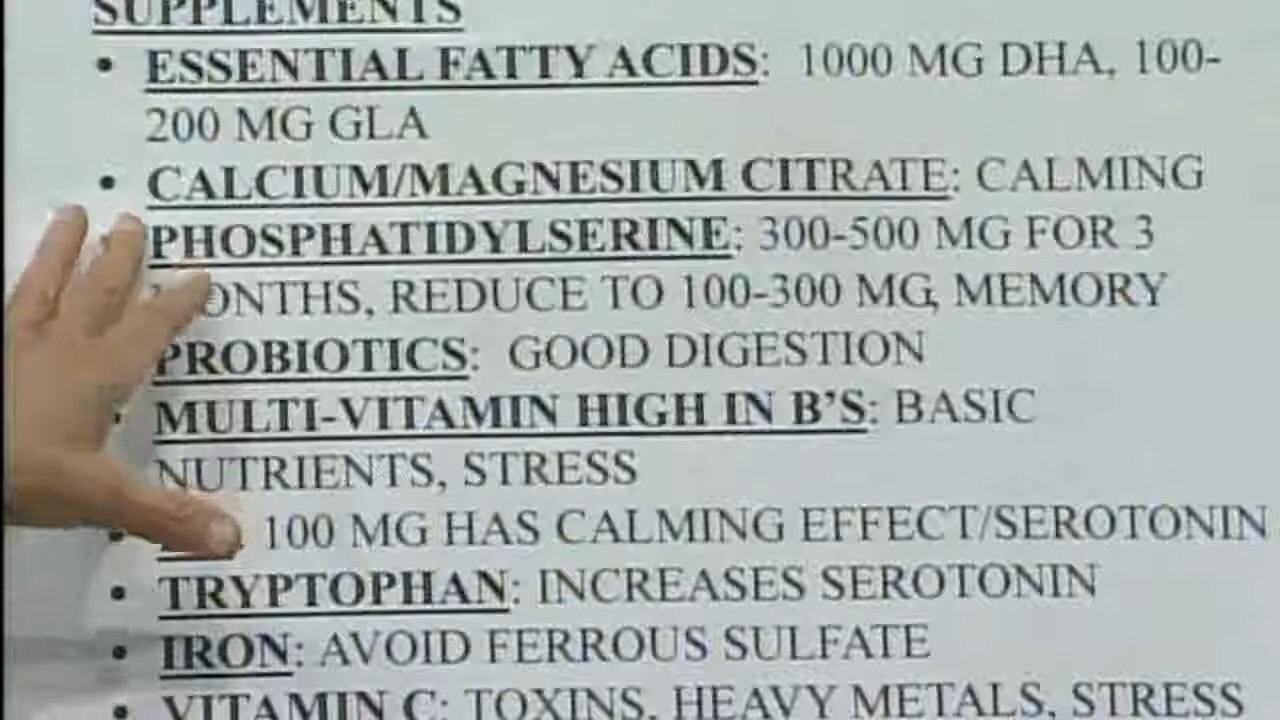 SUPPLEMENTS
• ESSENTIAL FATTY ACIDS: 1000 MG DHA, 100-
200 MG GLA
• CALCIUM/MAGNESIUM CITRATE: CALMING
PHOSPHATIDYLSERINE: 300-500 MG FOR 3
REDUCE TO 100-300 MG, MEMORY
PROBIOTICS: GOOD DIGESTION
• MULTI-VITAMIN HIGH IN B'S: BASIC
NUTRIENTS, STRESS
• 100 MG HAS CALMING EFFECT/SEROTONIN
• TRYPTOPHAN: INCREASES SEROTONIN
• IRON: AVOID FERROUS SULFATE
• VITAMIN C: TOXINS, HEAVY METALS, STRESS